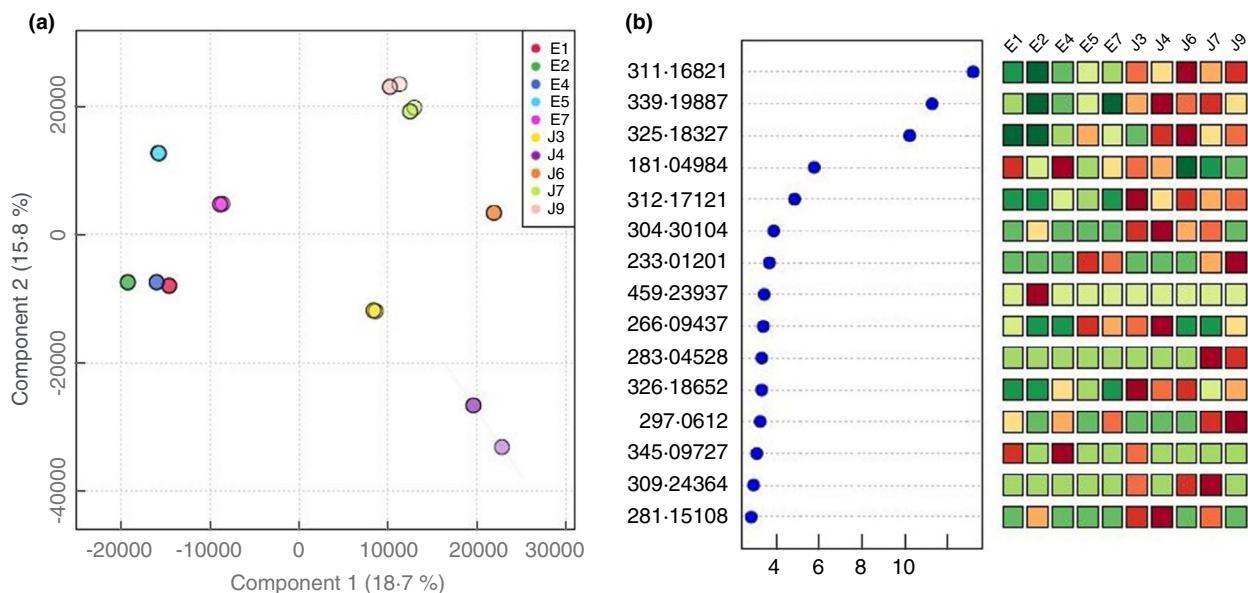 (a)
E1
E2
E4
E5
E7
J3
J4
J6
J7
J9
20000
0
-20000
-40000
Component 2 (15·8 %)
-20000 -10000 0 10000 20000 30000
Component 1 (18·7 %)
(b)
E1 E2 E4 E5 E7 J3 J4 J6 J7 J9
311·16821
339·19887
325·18327
181·04984
312·17121
304·30104
233·01201
459·23937
266·09437
283·04528
326·18652
297·0612
345·09727
309·24364
281·15108
4 6 8 10